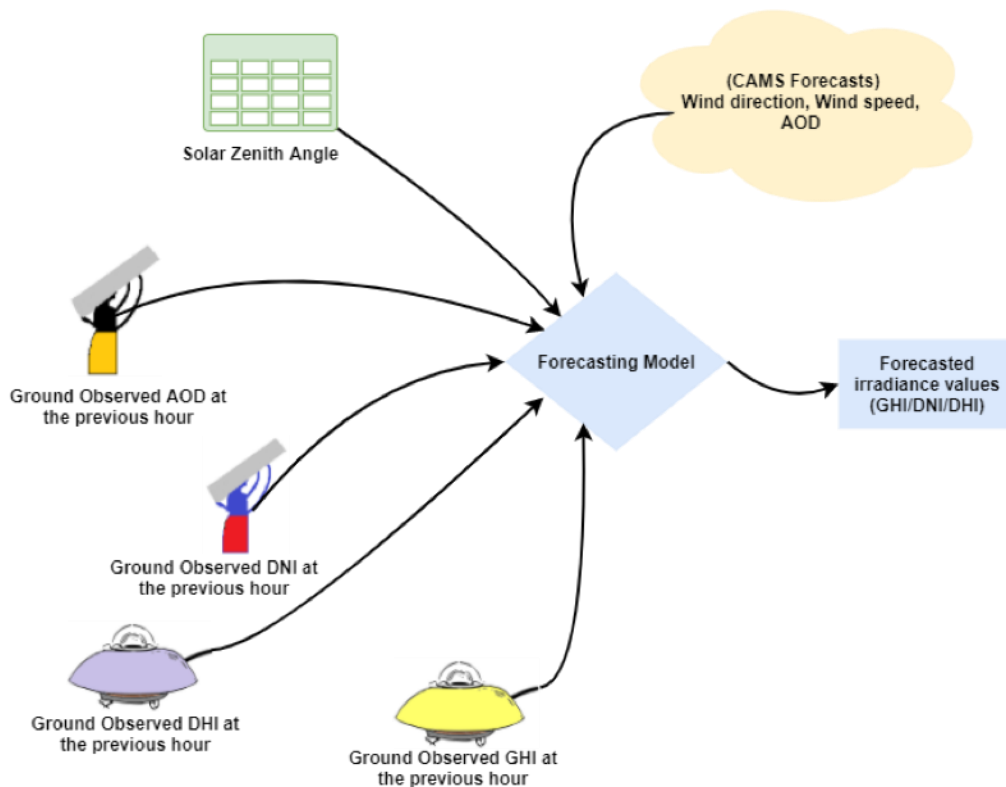 (CAMS Forecasts)
Wind direction, Wind speed,
AOD
Solar Zenith Angle
Ground Observed AOD at
the previous hour
Forecasting Model
Forecasted
irradiance values
(GHI/DNI/DHI)
Ground Observed DNI at
the previous hour
Ground Observed DHI at
the previous hour
Ground Observed GHI at
the previous hour